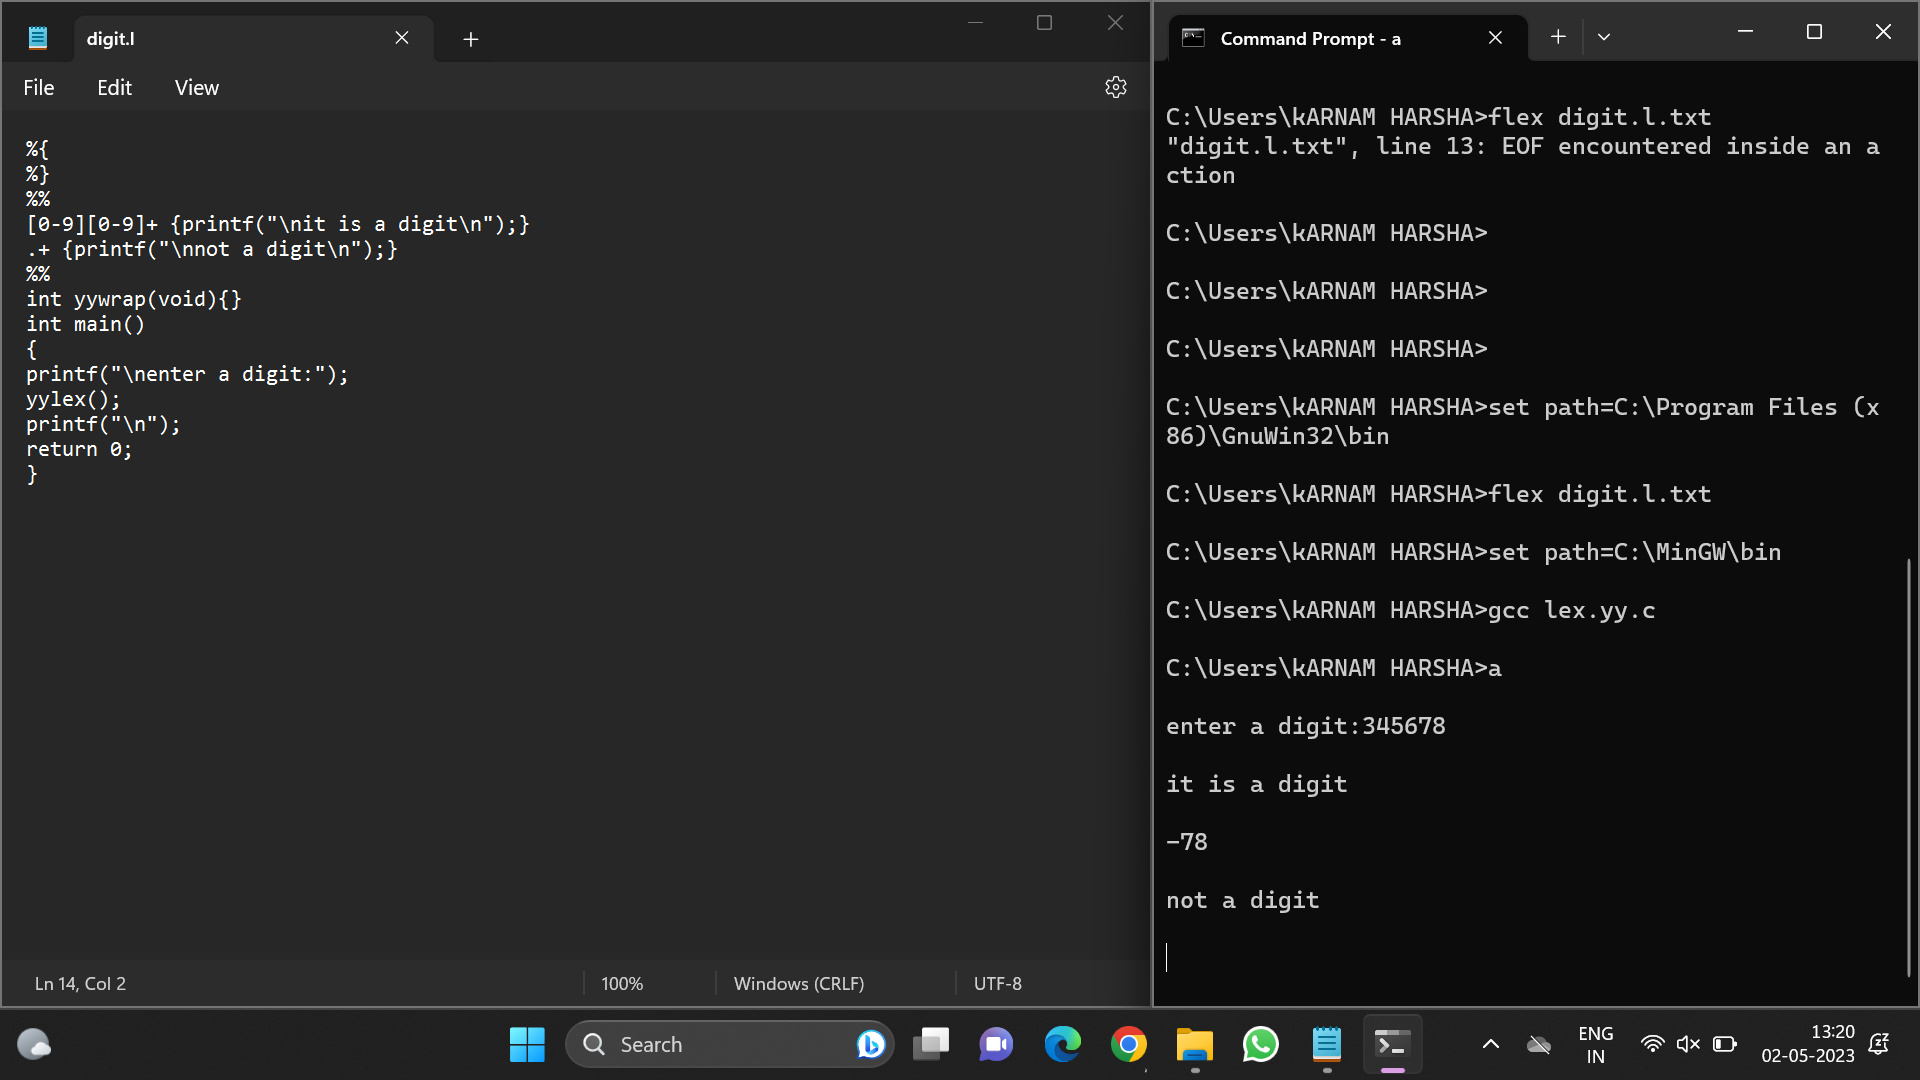 digit.l
File Edit View
%{
%}
%%
[0-9][0-9]+ {printf("\nit is a digit\n");}
.+ {printf("\nnot a digit\n");}
%%
int yywrap(void){}
int main()
{
printf("\nenter a digit:");
yylex();
printf("\n");
return 0;
}
Ln 14, Col 2 100% Windows (CRLF) UTF-8
Command Prompt - a
C:\Users\kARNAM HARSHA>flex digit.l.txt
"digit.l.txt", line 13: EOF encountered inside an a
ction
C:\Users\kARNAM HARSHA>
C:\Users\kARNAM HARSHA>
C:\Users\kARNAM HARSHA>
C:\Users\kARNAM HARSHA>set path=C:\Program Files (x
86)\GnuWin32\bin
C:\Users\kARNAM HARSHA>flex digit.l.txt
C:\Users\kARNAM HARSHA>set path=C:\MinGW\bin
C:\Users\kARNAM HARSHA>gcc lex.yy.c
C:\Users\kARNAM HARSHA>a
enter a digit:345678
it is a digit
-78
not a digit
Search
ENG
IN
13:20
02-05-2023